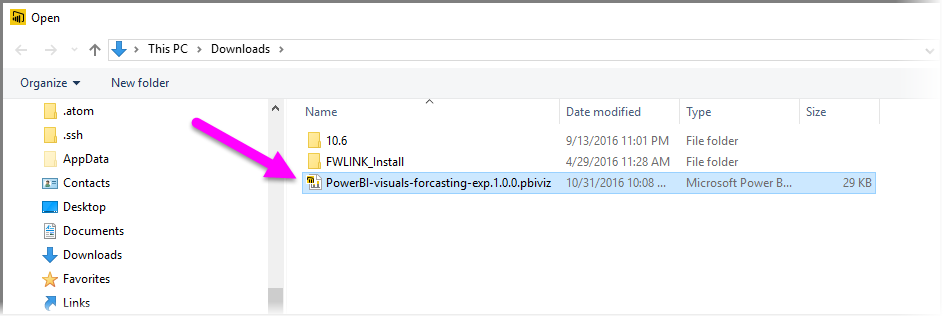 Open
This PC > Downloads >
Organize New folder
Name Date modified Type Size
.atom
.ssh
AppData
Contacts
Desktop
Documents
Downloads
Favorites
Links
10.6 9/13/2016 11:01 PM File folder
FWLINK_Install 4/29/2016 11:28 AM File folder
PowerBI-visuals-forcasting-exp.1.0.0.pbiviz 10/31/2016 10:08 ... Microsoft Power B... 29 KB